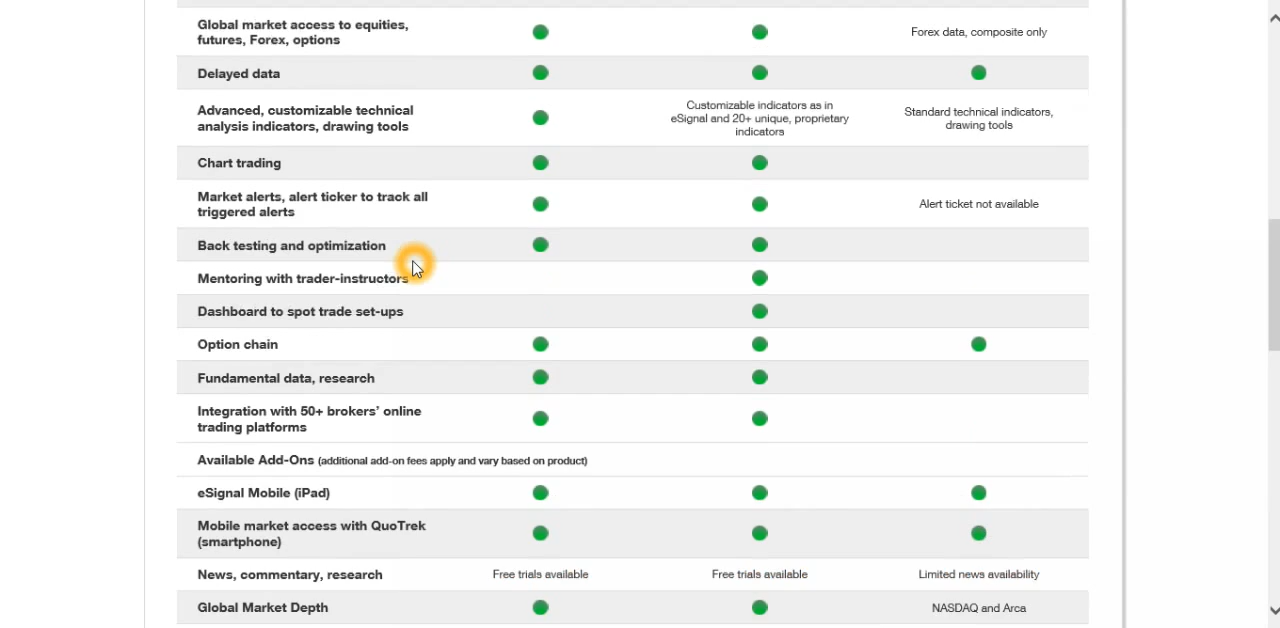 Global market access to equities,
futures, Forex, options
Forex data, composite only
Delayed data
Advanced, customizable technical
analysis indicators, drawing tools
Customizable indicators as in
eSignal and 20+ unique, proprietary
indicators
Standard technical indicators,
drawing tools
Chart trading
Market alerts, alert ticker to track all
triggered alerts
Alert ticket not available
Back testing and optimization
Mentoring with trader-instructors
Dashboard to spot trade set-ups
Option chain
Fundamental data, research
Integration with 50+ brokers' online
trading platforms
Available Add-Ons (additional add-on fees apply and vary based on product)
eSignal Mobile (iPad)
Mobile market access with QuoTrek
(smartphone)
News, commentary, research
Free trials available
Free trials available
Limited news availability
Global Market Depth
NASDAQ and Arca